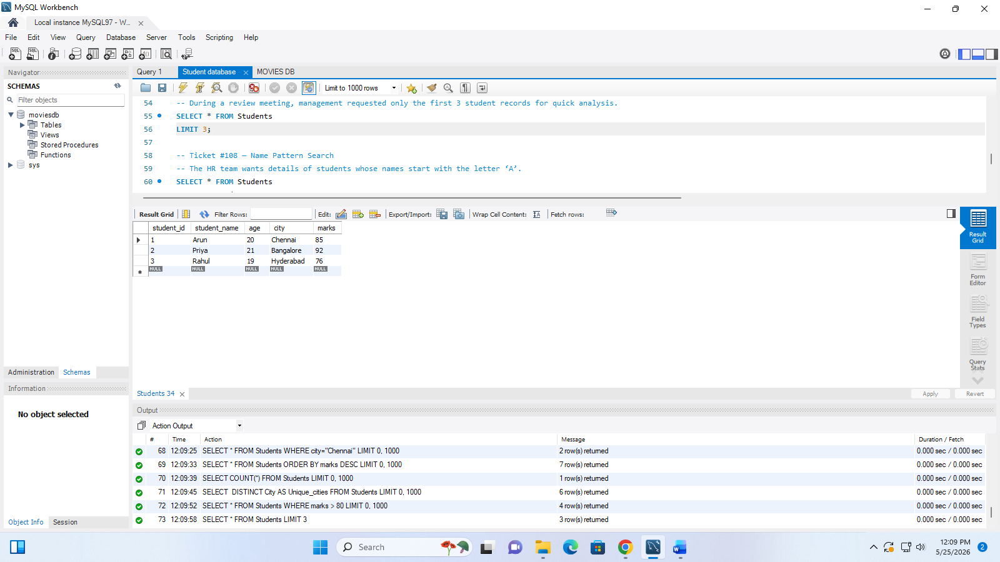 MySQL Workbench
Local instance MySQL97 - W...
File Edit View Query Database Server Tools Scripting Help
Navigator
SCHEMAS
Filter objects
moviesdb
Tables
Views
Stored Procedures
Functions
sys
Administration Schemas
Information
No object selected
Object Info Session
Query 1 Student database MOVIES DB
Limit to 1000 rows
54 -- During a review meeting, management requested only the first 3 student records for quick analysis.
55 SELECT * FROM Students
56 LIMIT 3;
57
58 -- Ticket #108 – Name Pattern Search
59 -- The HR team wants details of students whose names start with the letter ‘A’.
60 SELECT * FROM Students
Result Grid Filter Rows: Edit: Export/Import: Wrap Cell Content: Fetch rows:
student_id student_name age city marks
1 Arun 20 Chennai 85
2 Priya 21 Bangalore 92
3 Rahul 19 Hyderabad 76
NULL NULL NULL NULL NULL
Result Grid
Form Editor
Field Types
Query Stats
Students 34
Apply Revert
Output
Action Output
# Time Action Message Duration / Fetch
68 12:09:25 SELECT * FROM Students WHERE city="Chennai" LIMIT 0, 1000 2 row(s) returned 0.000 sec / 0.000 sec
69 12:09:33 SELECT * FROM Students ORDER BY marks DESC LIMIT 0, 1000 7 row(s) returned 0.000 sec / 0.000 sec
70 12:09:39 SELECT COUNT(*) FROM Students LIMIT 0, 1000 1 row(s) returned 0.000 sec / 0.000 sec
71 12:09:45 SELECT  DISTINCT City AS Unique_cities FROM Students LIMIT 0, 1000 6 row(s) returned 0.000 sec / 0.000 sec
72 12:09:52 SELECT * FROM Students WHERE marks > 80 LIMIT 0, 1000 4 row(s) returned 0.000 sec / 0.000 sec
73 12:09:58 SELECT * FROM Students LIMIT 3 3 row(s) returned 0.000 sec / 0.000 sec
Search
12:09 PM
5/25/2026
2